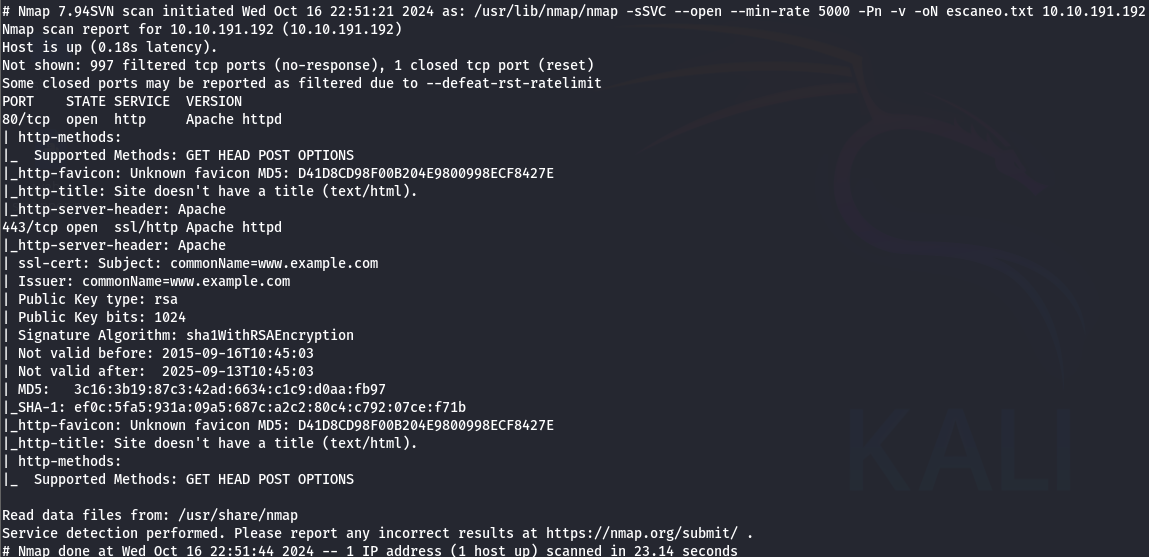 # Nmap 7.94SVN scan initiated Wed Oct 16 22:51:21 2024 as: /usr/lib/nmap/nmap -sSVC --open --min-rate 5000 -Pn -v -oN escaneo.txt 10.10.191.192
Nmap scan report for 10.10.191.192 (10.10.191.192)
Host is up (0.18s latency).
Not shown: 997 filtered tcp ports (no-response), 1 closed tcp port (reset)
Some closed ports may be reported as filtered due to --defeat-rst-ratelimit
PORT    STATE SERVICE  VERSION
80/tcp  open  http     Apache httpd
| http-methods:
|_  Supported Methods: GET HEAD POST OPTIONS
|_http-favicon: Unknown favicon MD5: D41D8CD98F00B204E9800998ECF8427E
|_http-title: Site doesn't have a title (text/html).
|_http-server-header: Apache
443/tcp open  ssl/http Apache httpd
|_http-server-header: Apache
| ssl-cert: Subject: commonName=www.example.com
| Issuer: commonName=www.example.com
| Public Key type: rsa
| Public Key bits: 1024
| Signature Algorithm: sha1WithRSAEncryption
| Not valid before: 2015-09-16T10:45:03
| Not valid after:  2025-09-13T10:45:03
| MD5:   3c16:3b19:87c3:42ad:6634:c1c9:d0aa:fb97
|_SHA-1: ef0c:5fa5:931a:09a5:687c:a2c2:80c4:c792:07ce:f71b
|_http-favicon: Unknown favicon MD5: D41D8CD98F00B204E9800998ECF8427E
|_http-title: Site doesn't have a title (text/html).
| http-methods:
|_  Supported Methods: GET HEAD POST OPTIONS
KALI
Read data files from: /usr/share/nmap
Service detection performed. Please report any incorrect results at https://nmap.org/submit/ .
# Nmap done at Wed Oct 16 22:51:44 2024 -- 1 IP address (1 host up) scanned in 23.14 seconds